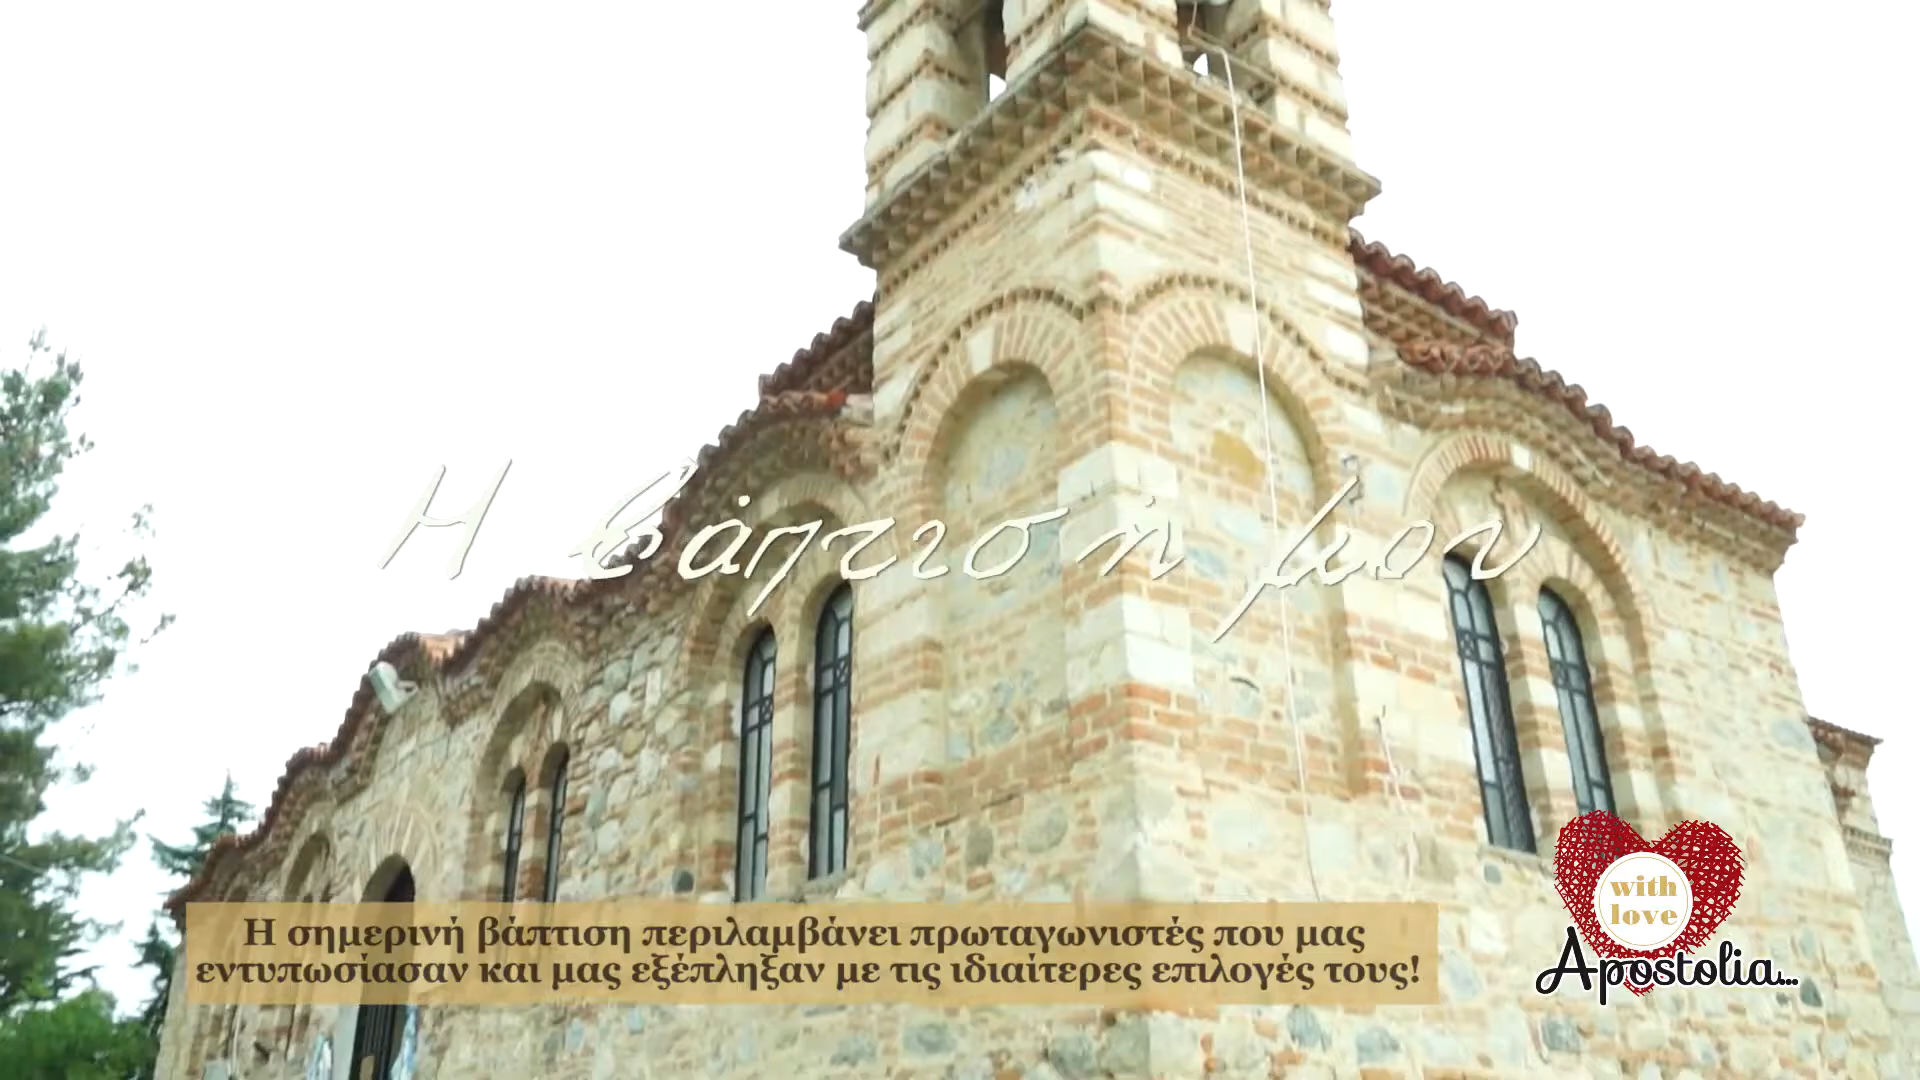 Η βάπτισή μου
Η σημερινή βάπτιση περιλαμβάνει πρωταγωνιστές που μας
εντυπωσίασαν και μας εξέπληξαν με τις ιδιαίτερες επιλογές τους!
with
love
Apostolia...